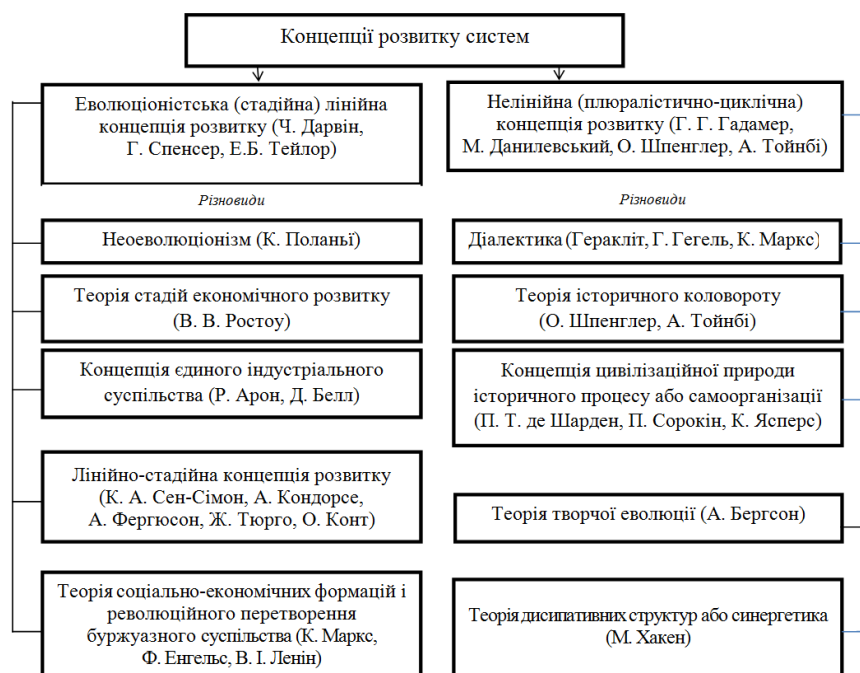 Концепції розвитку систем
Еволюціоністська (стадійна) лінійна
концепція розвитку (Ч. Дарвін,
Г. Спенсер, Е.Б. Тейлор)
Різновиди
Неоеволюціонізм (К. Поланьї)
Теорія стадій економічного розвитку
(В. В. Ростоу)
Концепція єдиного індустріального
суспільства (Р. Арон, Д. Белл)
Лінійно-стадійна концепція розвитку
(К. А. Сен-Сімон, А. Кондорсе,
А. Фергюсон, Ж. Тюрго, О. Конт)
Теорія соціально-економічних формацій і
революційного перетворення
буржуазного суспільства (К. Маркс,
Ф. Енгельс, В. І. Ленін)
Нелінійна (плюралістично-циклічна)
концепція розвитку (Г. Г. Гадамер,
М. Данилевський, О. Шпенглер, А. Тойнбі)
Різновиди
Діалектика (Геракліт, Г. Гегель, К. Маркс)
Теорія історичного коловороту
(О. Шпенглер, А. Тойнбі)
Концепція цивілізаційної природи
історичного процесу або самоорганізації
(П. Т. де Шарден, П. Сорокін, К. Ясперс)
Теорія творчої еволюції (А. Бергсон)
Теорія дисипативних структур або синергетика
(М. Хакен)